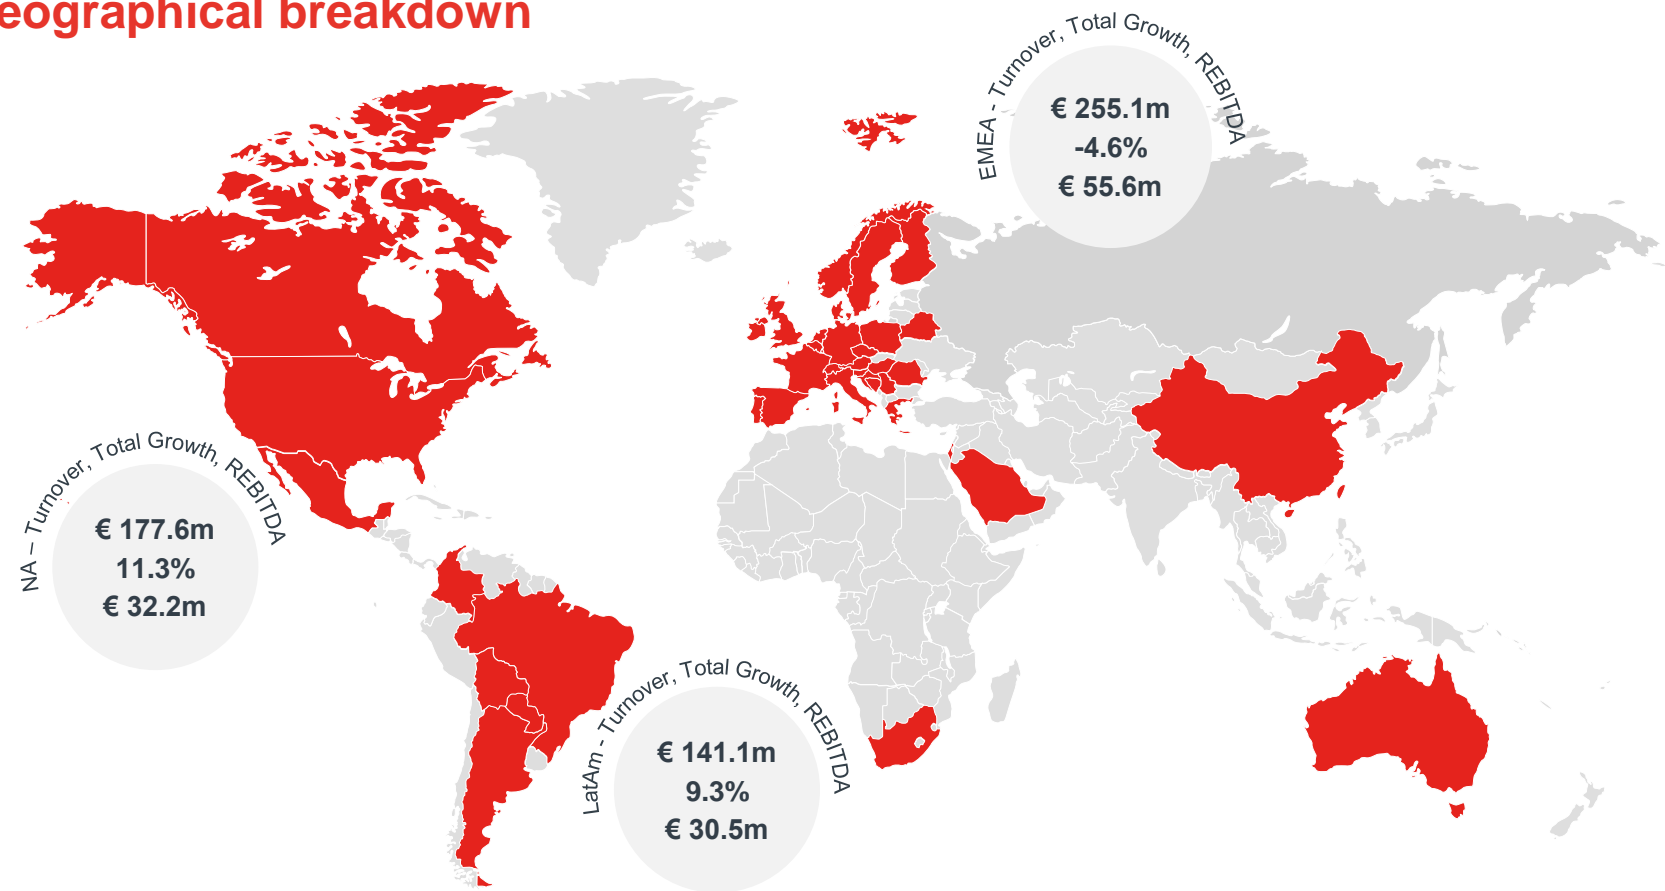 eographical breakdown
EMEA - Turnover, Total Growth, REBITDA
€ 255.1m
-4.6%
€ 55.6m
NA – Turnover, Total Growth, REBITDA
€ 177.6m
11.3%
€ 32.2m
LatAm - Turnover, Total Growth, REBITDA
€ 141.1m
9.3%
€ 30.5m